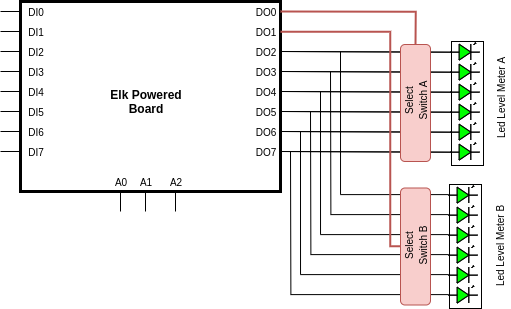 DI0
DI1
DI2
DI3
DI4
DI5
DI6
DI7
Elk Powered
Board
DO0
DO1
DO2
DO3
DO4
DO5
DO6
DO7
A0 A1 A2
Select
Switch A
Led Level Meter A
Select
Switch B
Led Level Meter B